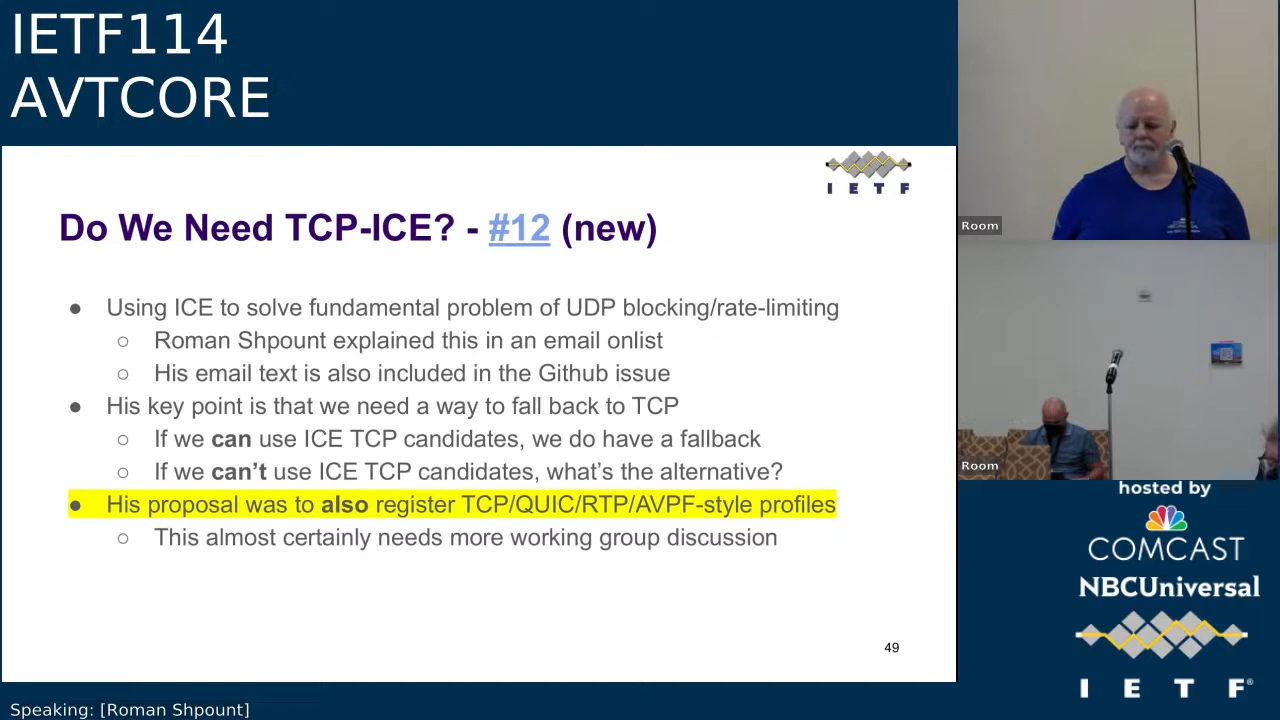 IETF114
AVTCORE
I E T F
Do We Need TCP-ICE? - #12 (new)
● Using ICE to solve fundamental problem of UDP blocking/rate-limiting
○ Roman Shpount explained this in an email onlist
○ His email text is also included in the Github issue
● His key point is that we need a way to fall back to TCP
○ If we can use ICE TCP candidates, we do have a fallback
○ If we can't use ICE TCP candidates, what's the alternative?
● His proposal was to also register TCP/QUIC/RTP/AVPF-style profiles
○ This almost certainly needs more working group discussion
49
Room
Room
hosted by
COMCAST
NBCUniversal
I E T F®
Speaking: [Roman Shpount]